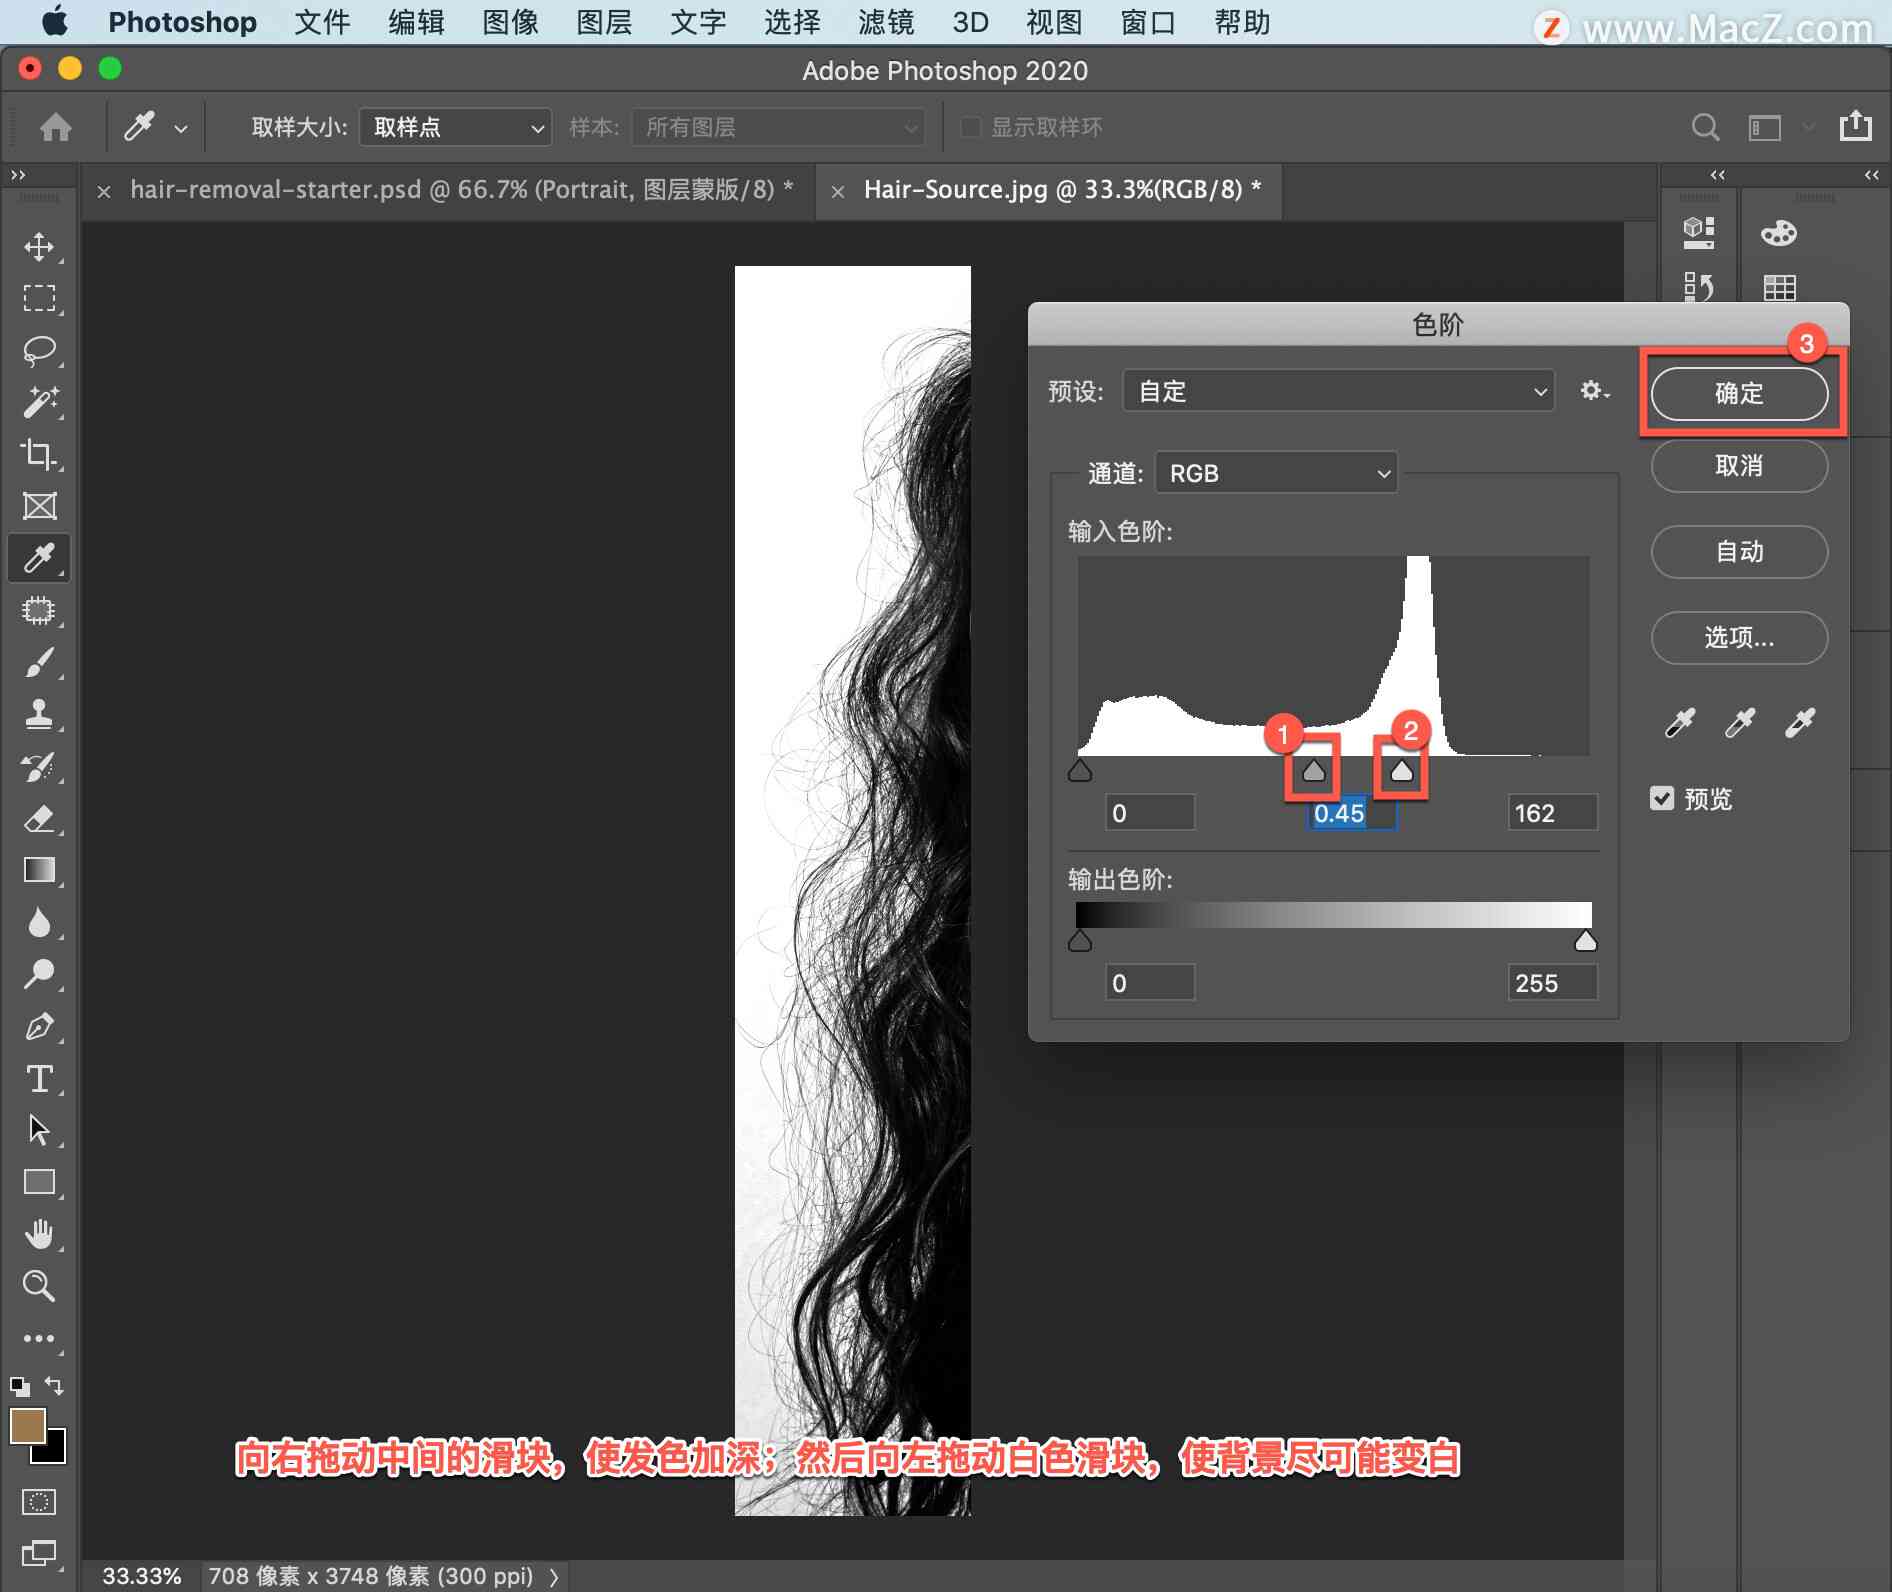 Photoshop 文件 编辑 图像 图层 文字 选择 滤镜 3D 视图 窗口 帮助
Z www.MacZ.com
Adobe Photoshop 2020
取样大小: 取样点 样本: 所有图层 显示取样环
× hair-removal-starter.psd @ 66.7% (Portrait, 图层蒙版/8) * × Hair-Source.jpg @ 33.3%(RGB/8) *
色阶
3
预设: 自定 确定
取消
通道: RGB
输入色阶:
自动
选项...
1 2
0 0.45 162
预览
输出色阶:
0 255
向右拖动中间的滑块，使发色加深；然后向左拖动白色滑块，使背景尽可能变白
33.33% 708 像素 x 3748 像素 (300 ppi)